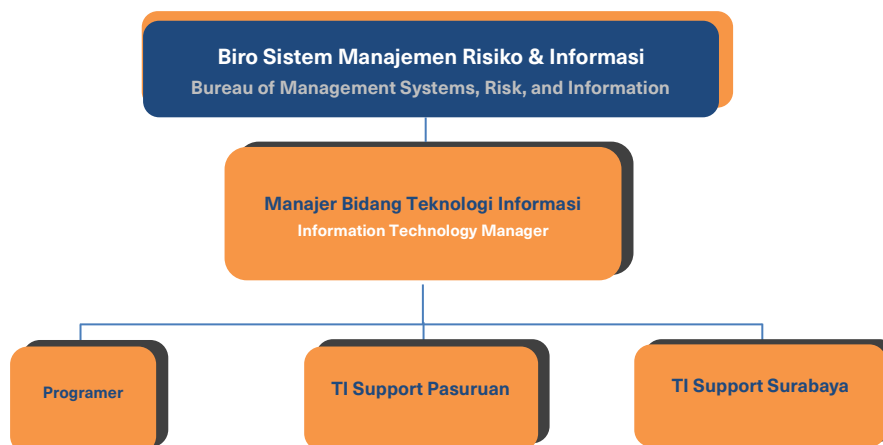 Biro Sistem Manajemen Risiko & Informasi
Bureau of Management Systems, Risk, and Information
Manajer Bidang Teknologi Informasi
Information Technology Manager
Programer
TI Support Pasuruan
TI Support Surabaya